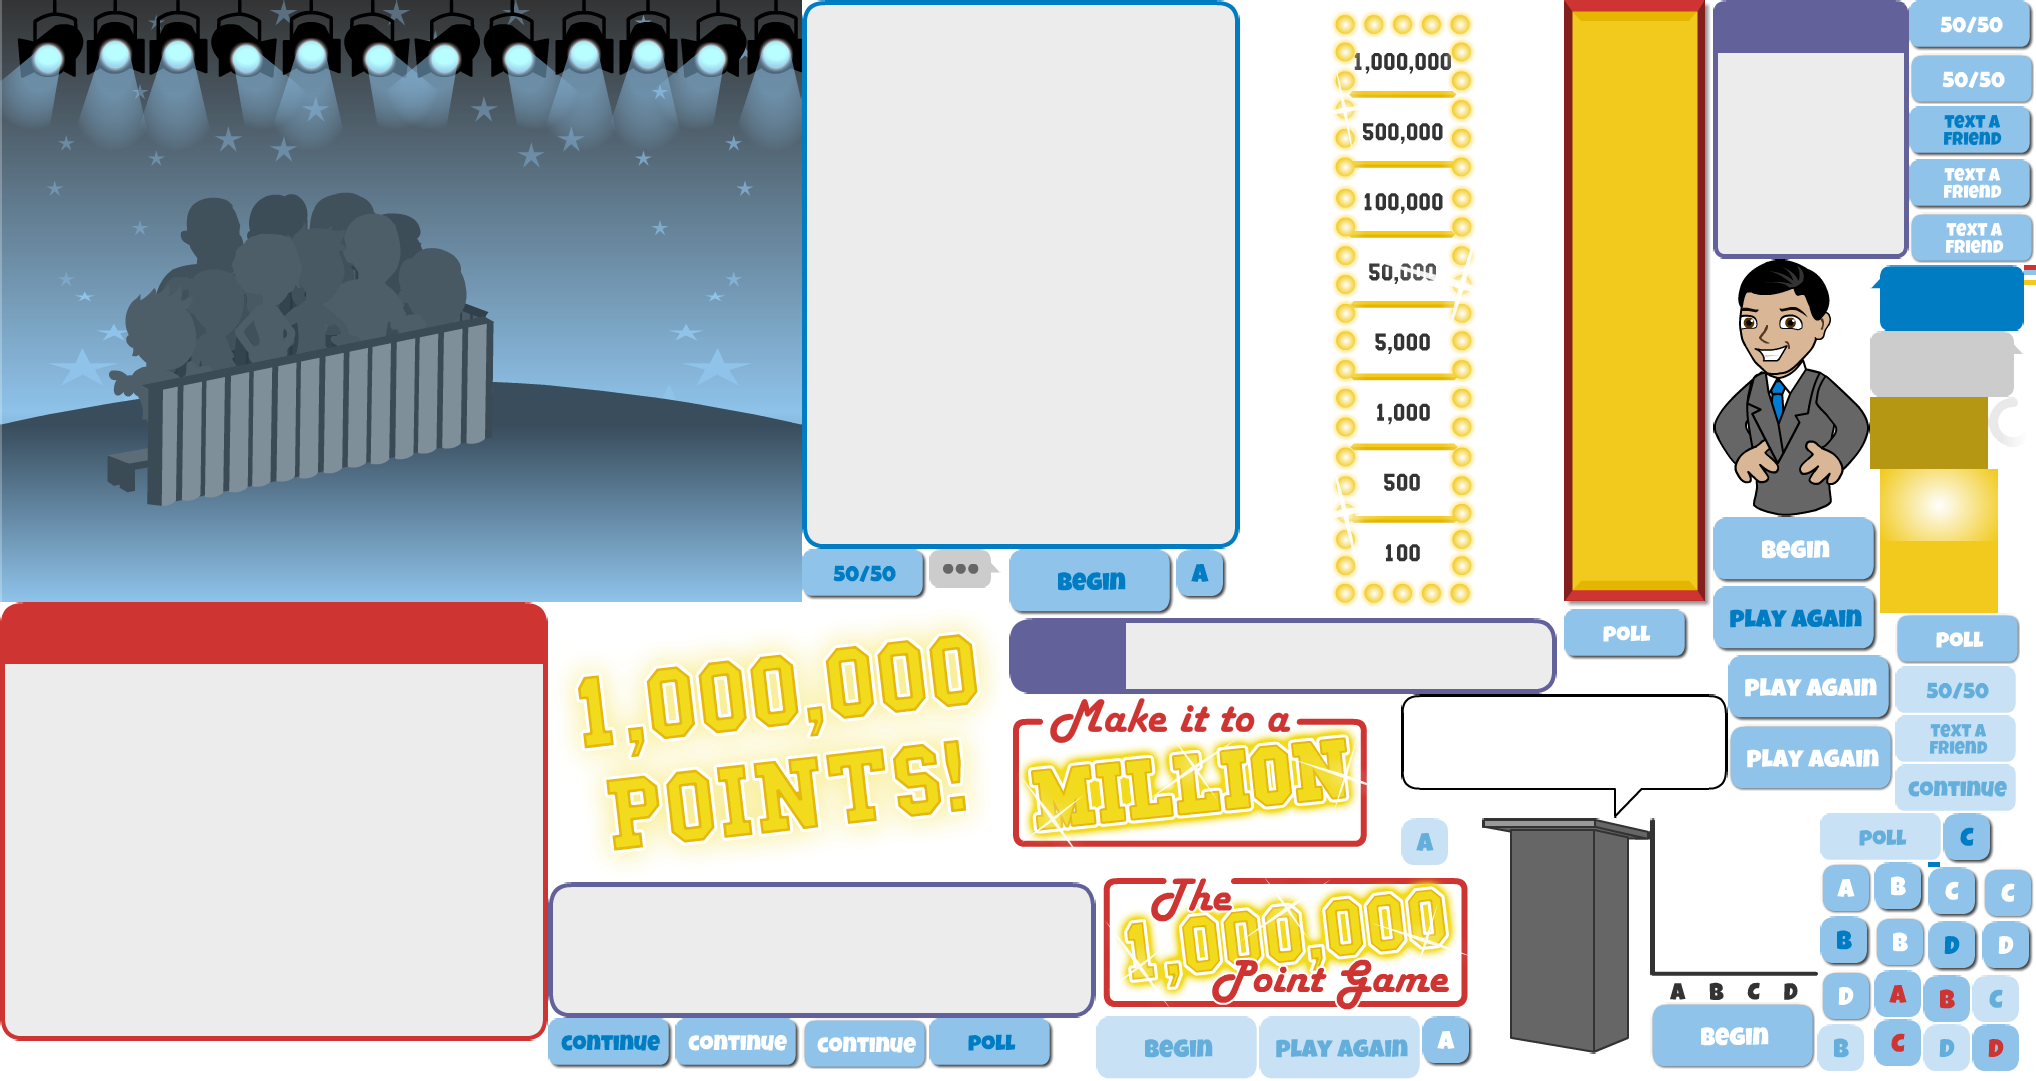 1,000,000
500,000
100,000
50,000
5,000
1,000
500
100
50/50
50/50
TEXT A
FRIEND
TEXT A
FRIEND
TEXT A
FRIEND
50/50
•••
BEGIN
A
BEGIN
PLAY AGAIN
POLL
POLL
1,000,000
POINTS!
Make it to a
MILLION
PLAY AGAIN
50/50
PLAY AGAIN
TEXT A
FRIEND
CONTINUE
A
POLL
C
The
1,000,000
Point Game
A
B
C
C
B
B
D
D
A B C D
D
A
B
C
CONTINUE
CONTINUE
CONTINUE
POLL
BEGIN
PLAY AGAIN
A
BEGIN
B
C
D
D